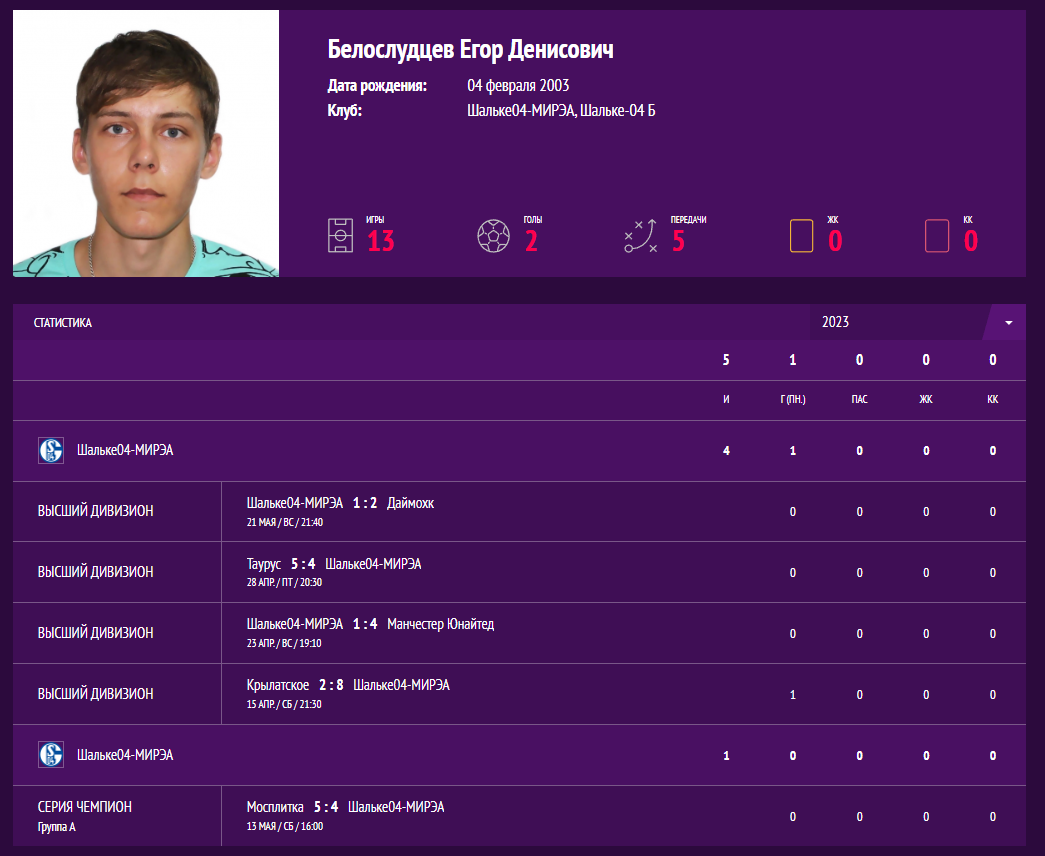 Белослудцев Егор Денисович
Дата рождения: 04 февраля 2003
Клуб: Шальке04-МИРЭА, Шальке-04 Б
ИГРЫ ГОЛЫ ПЕРЕДАЧИ ЖК КК
13 2 5 0 0
СТАТИСТИКА 2023
5 1 0 0 0
И Г (ПН.) ПАС ЖК КК
Шальке04-МИРЭА 4 1 0 0 0
ВЫСШИЙ ДИВИЗИОН Шальке04-МИРЭА 1 : 2 Даймохк 0 0 0 0
21 МАЯ / ВС / 21:40
ВЫСШИЙ ДИВИЗИОН Таурус 5 : 4 Шальке04-МИРЭА 0 0 0 0
28 АПР. / ПТ / 20:30
ВЫСШИЙ ДИВИЗИОН Шальке04-МИРЭА 1 : 4 Манчестер Юнайтед 0 0 0 0
23 АПР. / ВС / 19:10
ВЫСШИЙ ДИВИЗИОН Крылатское 2 : 8 Шальке04-МИРЭА 1 0 0 0
15 АПР. / СБ / 21:30
Шальке04-МИРЭА 1 0 0 0 0
СЕРИЯ ЧЕМПИОН Мосплитка 5 : 4 Шальке04-МИРЭА 0 0 0 0
Группа А 13 МАЯ / СБ / 16:00